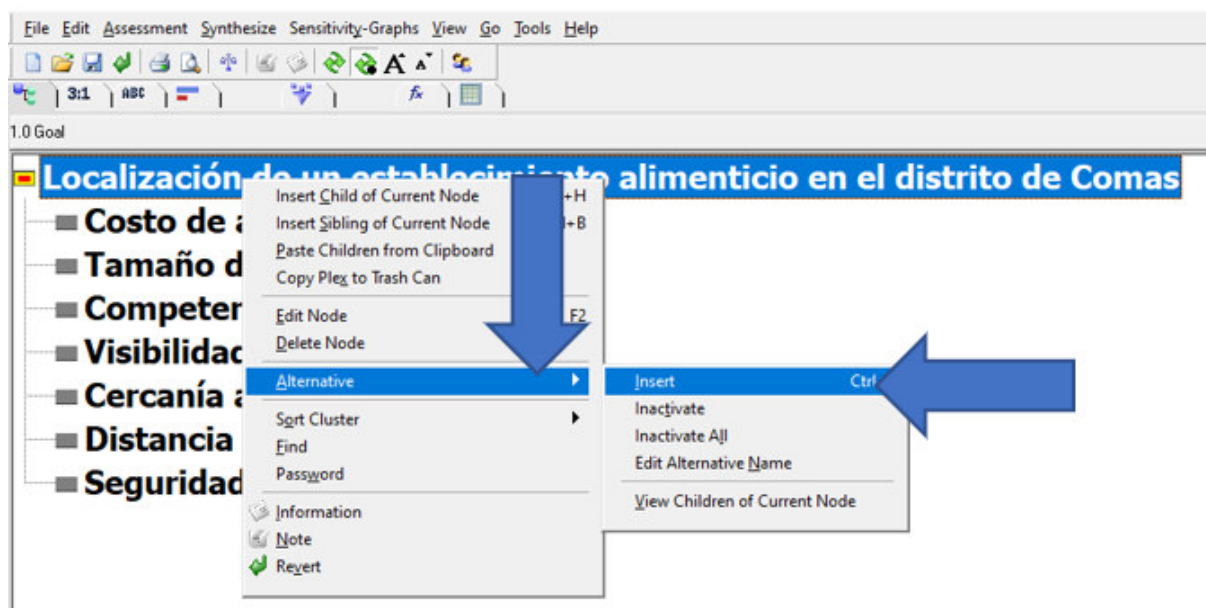 File Edit Assessment Synthesize Sensitivity-Graphs View Go Tools Help
A A
3:1 ABC fx
1.0 Goal
Localización de un establecimiento alimenticio en el distrito de Comas
Costo de
Tamaño d
Competen
Visibilidad
Cercanía
Distancia
Seguridad
Insert Child of Current Node +H
Insert Sibling of Current Node +B
Paste Children from Clipboard
Copy Plex to Trash Can
Edit Node F2
Delete Node
Alternative
Sort Cluster
Find
Password
Information
Note
Revert
Insert Ctrl
Inactivate
Inactivate All
Edit Alternative Name
View Children of Current Node